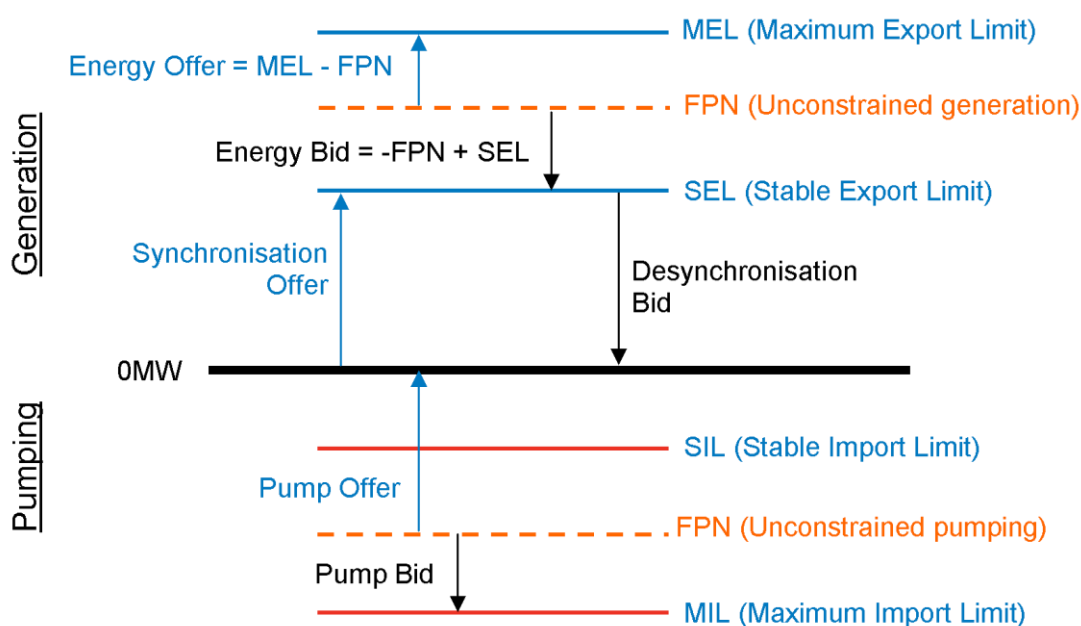 MEL (Maximum Export Limit)
Energy Offer = MEL - FPN
FPN (Unconstrained generation)
Energy Bid = -FPN + SEL
SEL (Stable Export Limit)
Generation
Synchronisation
Offer
Desynchronisation
Bid
0MW
Pumping
SIL (Stable Import Limit)
Pump Offer
FPN (Unconstrained pumping)
Pump Bid
MIL (Maximum Import Limit)